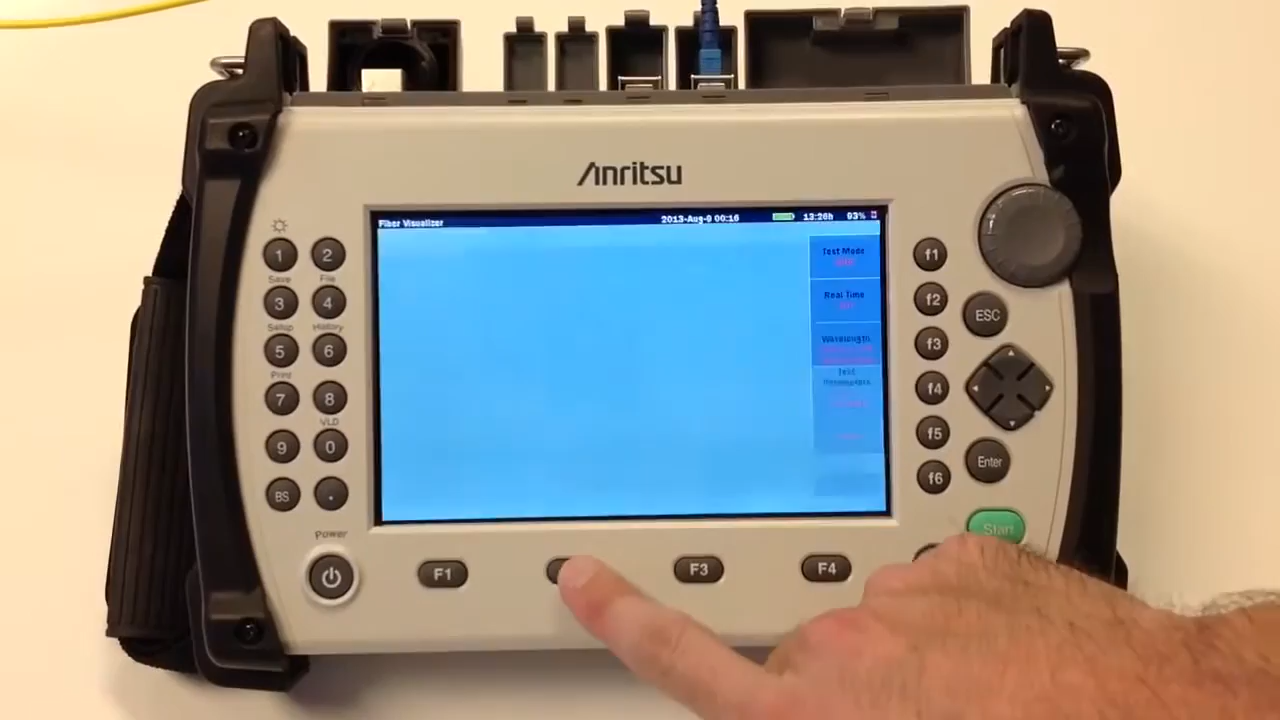 Anritsu
Fiber Visualizer 2013-Aug-9 00:16 13:26h 93%
Test Mode
Real Time
Wavelength
Test
Parameters
1 2
Save File
3 4
Setup History
5 6
Print
7 8
VLD
9 0
BS .
Power
f1
f2
f3
f4
f5
f6
ESC
Enter
Start
F1 F3 F4